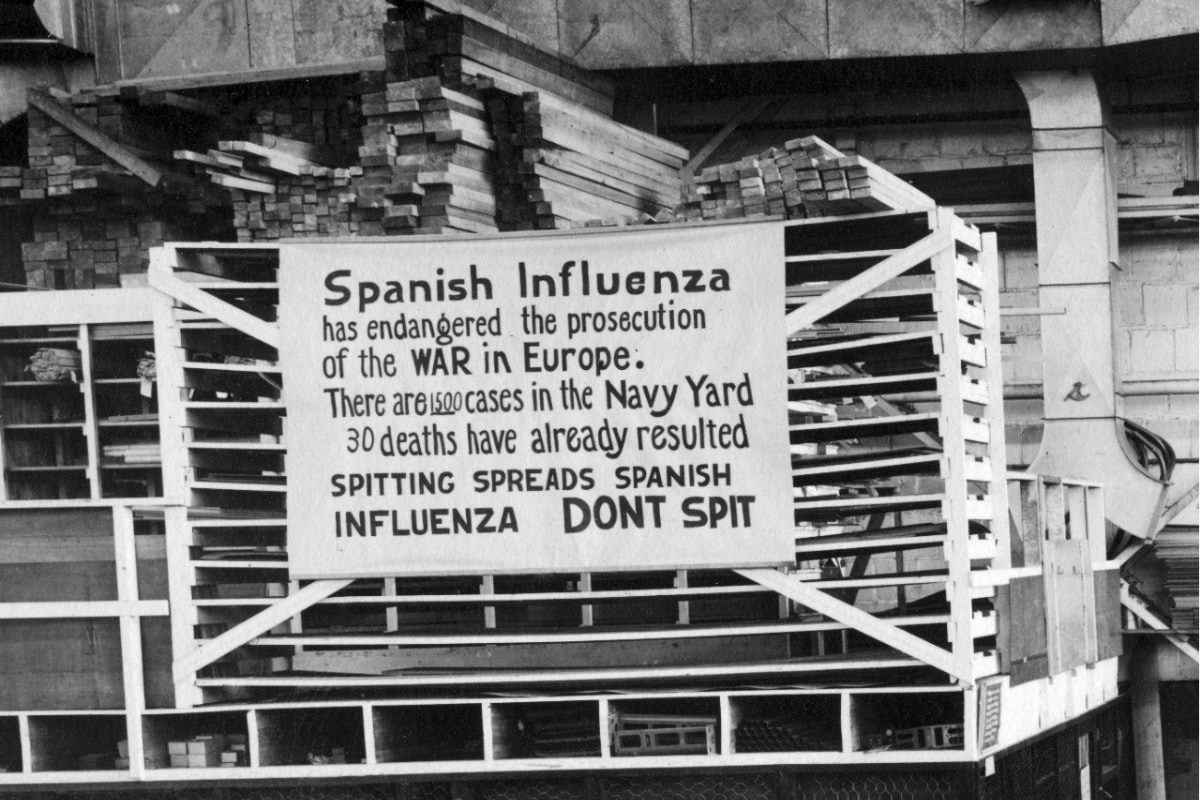 Spanish Influenza
has endangered the prosecution
of the WAR in Europe.
There are 1500 cases in the Navy Yard
30 deaths have already resulted
SPITTING SPREADS SPANISH
INFLUENZA DONT SPIT